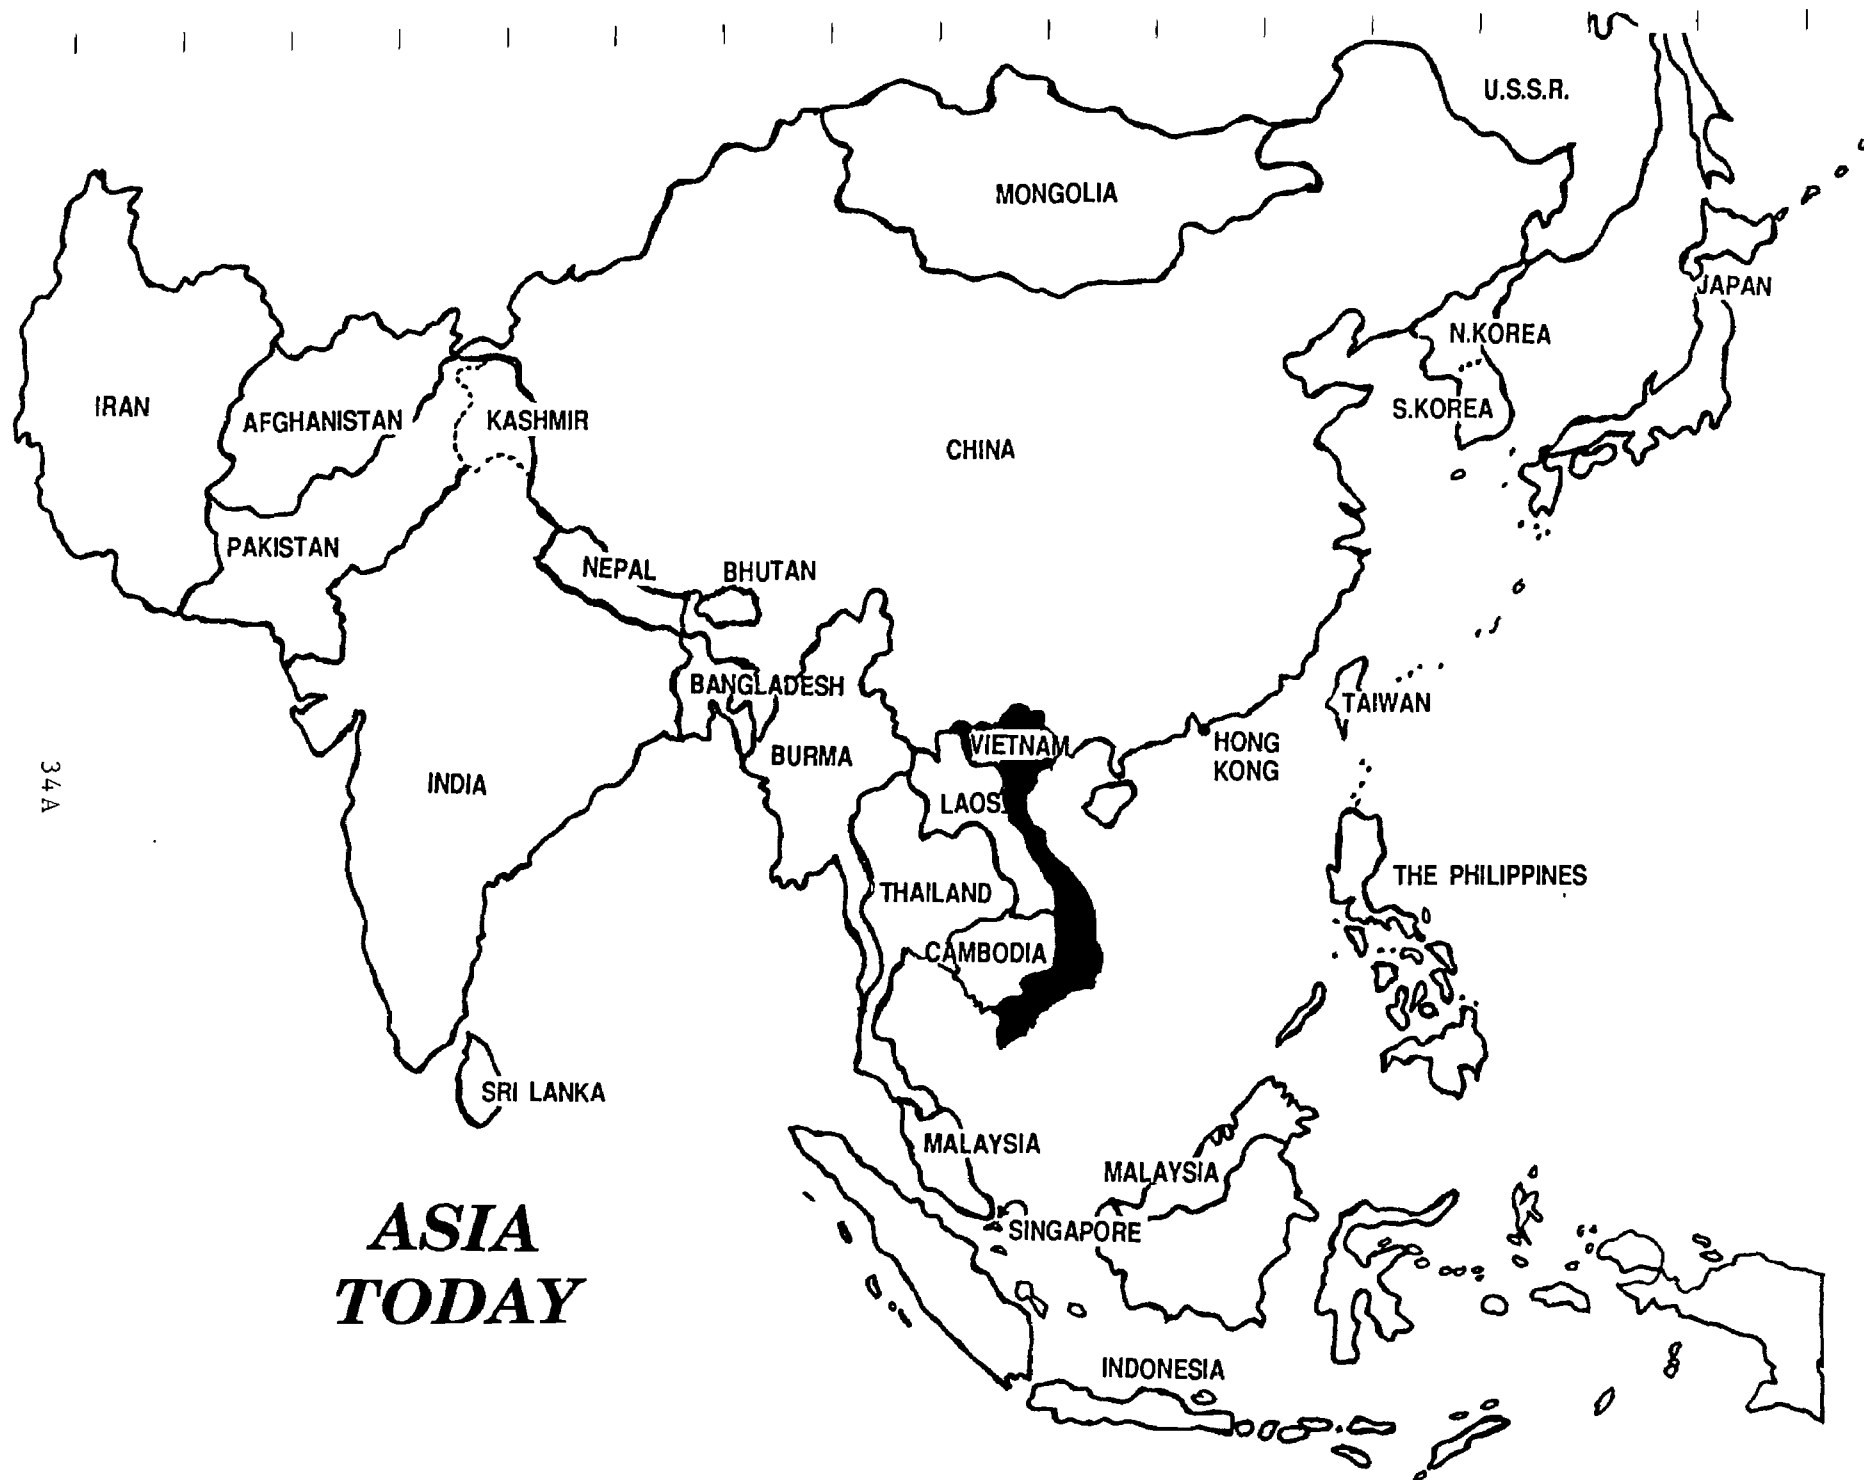 U.S.S.R.
MONGOLIA
JAPAN
N.KOREA
IRAN
AFGHANISTAN
KASHMIR
S.KOREA
CHINA
PAKISTAN
NEPAL
BHUTAN
BANGLADESH
TAIWAN
VIETNAM
HONG
KONG
BURMA
INDIA
34A
LAOS
THE PHILIPPINES
THAILAND
CAMBODIA
SRI LANKA
MALAYSIA
MALAYSIA
SINGAPORE
ASIA
TODAY
INDONESIA